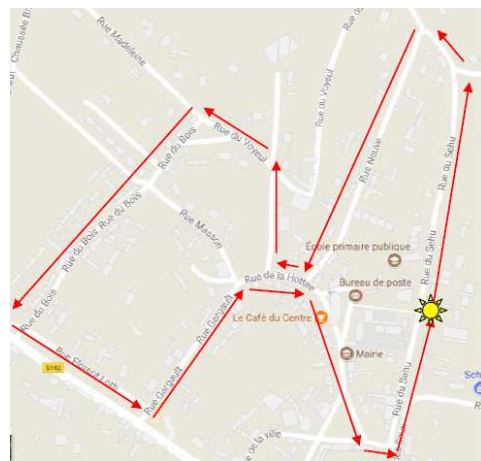 Chaussée B
Rue Madeleine
Rue du Voyeul
Rue d
Rue du Voyeul
Rue du Bois
Rue du Bois
Rue du Bois
Rue du Bois
Rue Masson
Rue Neuve
Rue du Sehu
Rue du Sehu
École primaire publique
Rue de la Hotte
Bureau de poste
Rue Gargault
Le Café du Centre
Mairie
Rue Florent Loth
D162
Rue Gargault
Rue du Sehu
Sch
e de la ville